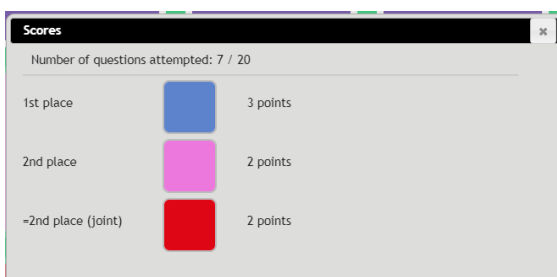 Scores
Number of questions attempted: 7 / 20
1st place 3 points
2nd place 2 points
=2nd place (joint) 2 points